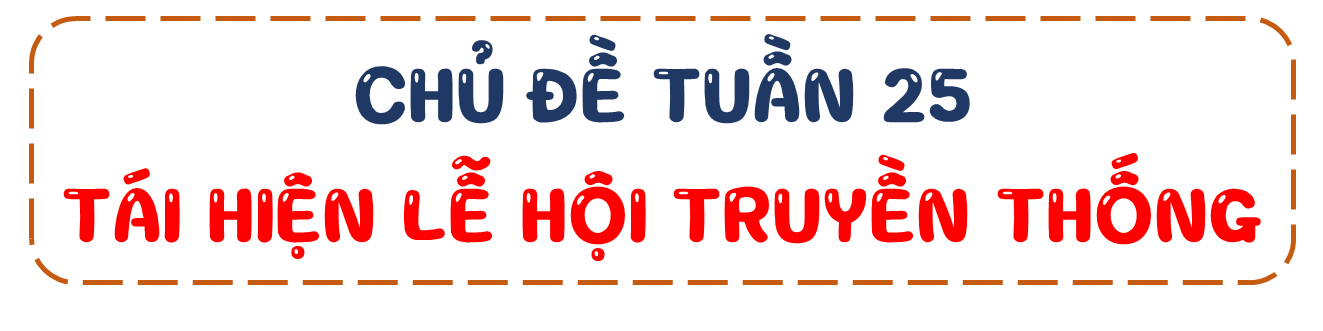 CHỦ ĐỀ TUẦN 25
TÁI HIỆN LỄ HỘI TRUYỀN THỐNG